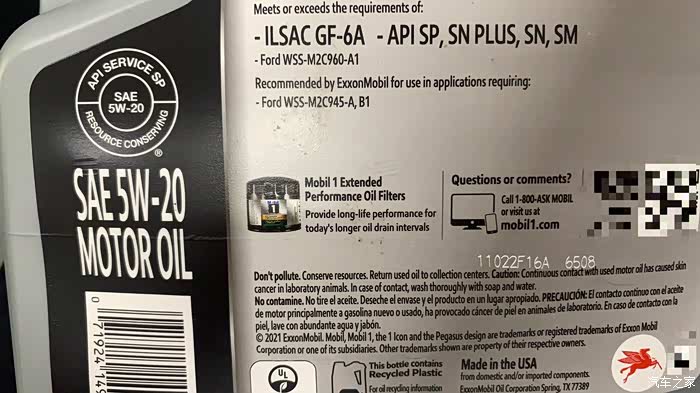 Meets or exceeds the requirements of:
- ILSAC GF-6A - API SP, SN PLUS, SN, SM
- Ford WSS-M2C960-A1
Recommended by ExxonMobil for use in applications requiring:
- Ford WSS-M2C945-A, B1
API SERVICE SP
SAE
5W-20
RESOURCE CONSERVING
®
SAE 5W-20
MOTOR OIL
0 71924 149
Mobil 1
Mobil 1 Extended
Performance Oil Filters
Provide long-life performance for
today's longer oil drain intervals
Questions or comments?
Call 1-800-ASK MOBIL
or visit us at
mobil1.com
11022F16A 6508
Don't pollute. Conserve resources. Return used oil to collection centers. Caution: Continuous contact with used motor oil has caused skin
cancer in laboratory animals. In case of contact, wash thoroughly with soap and water.
No contamine. No tire el aceite. Deseche el envase y el producto en un lugar apropiado. PRECAUCIÓN: El contacto continuo con el aceite
de motor principalmente a gasolina nuevo o usado, ha provocado cáncer de piel en animales de laboratorio. En caso de contacto con la
piel, lave con abundante agua y jabón.
© 2021 ExxonMobil. Mobil, Mobil 1, the 1 Icon and the Pegasus design are trademarks or registered trademarks of Exxon Mobil
Corporation or one of its subsidiaries. Other trademarks shown are property of their respective owners.
UL
This bottle contains
Recycled Plastic
For oil recycling information
Made in the USA
from domestic and/or imported components.
ExxonMobil Oil Corporation Spring, TX 77389
汽车之家